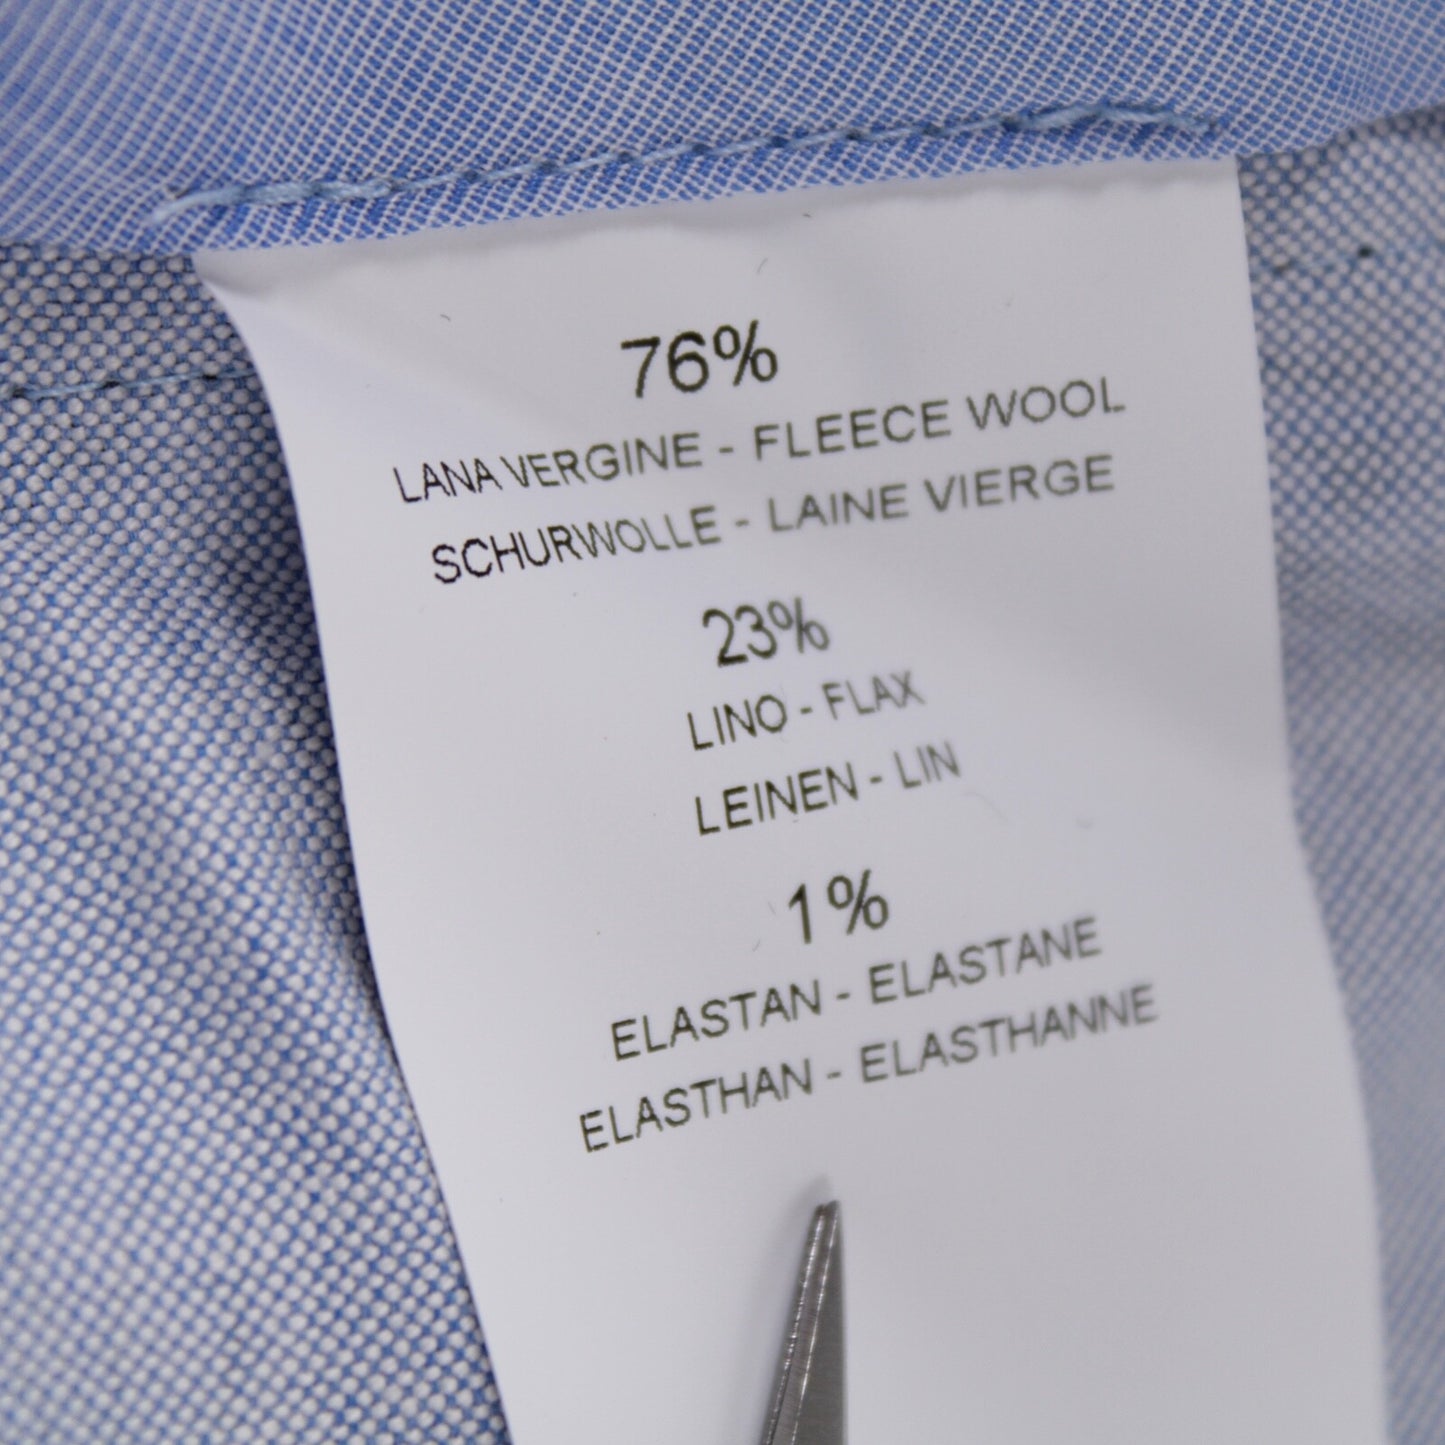 76%
LANA VERGINE - FLEECE WOOL
SCHURWOLLE - LAINE VIERGE
23%
LINO - FLAX
LEINEN - LIN
1%
ELASTAN - ELASTANE
ELASTHAN - ELASTHANNE